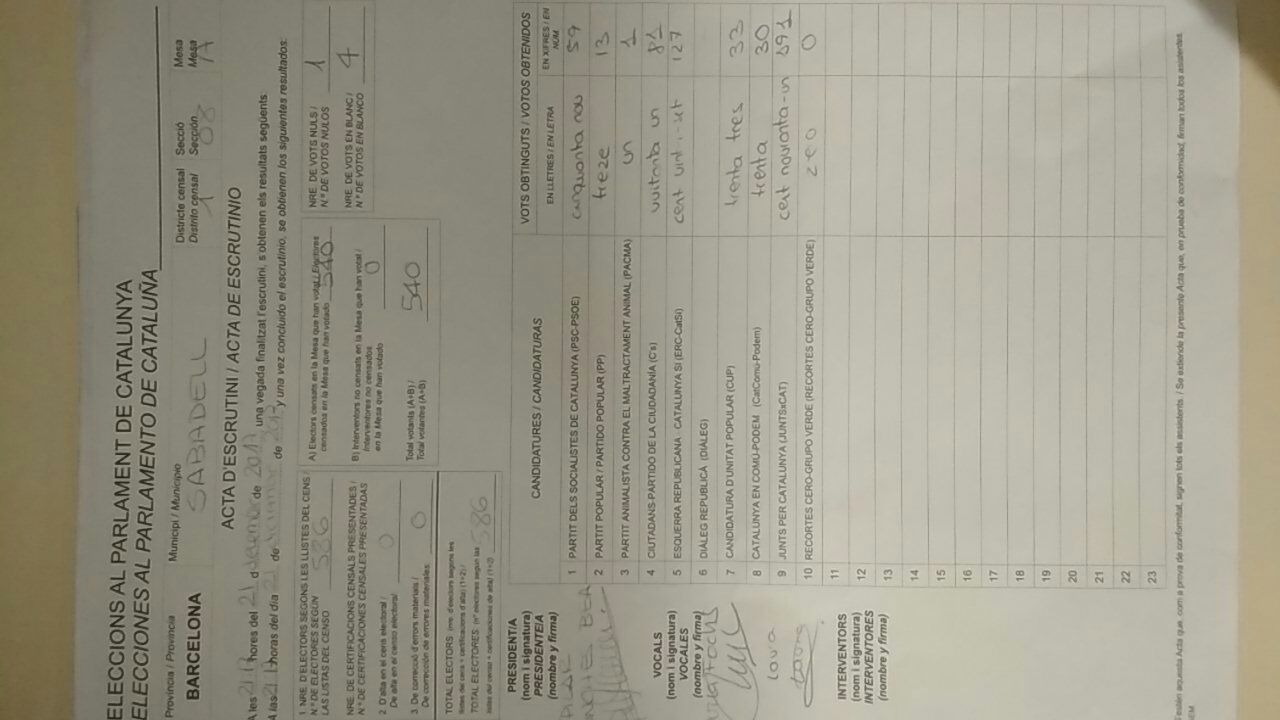 ELECCIONS AL PARLAMENT DE CATALUNYA
ELECCIONES AL PARLAMENTO DE CATALUÑA
Província / Provincia
Municipi / Municipio
Districte censal
Distrito censal
Secció
Sección
Mesa
Mesa
BARCELONA
SABADELL
1
08
A
ACTA D'ESCRUTINI / ACTA DE ESCRUTINIO
A les 21 hores del 21 d desembre de 2017 una vegada finalitzat l'escrutini, s'obtenen els resultats següents
A las 21 horas del día de de y una vez concluido el escrutinio, se obtienen los siguientes resultados:
1. NRE. D'ELECTORS SEGONS LES LLISTES DEL CENS /
N.º DE ELECTORES SEGÚN
LAS LISTAS DEL CENSO 586
NRE. DE CERTIFICACIONS CENSALS PRESENTADES /
N.º DE CERTIFICACIONES CENSALES PRESENTADAS
2. D'alta en el cens electoral /
De alta en el censo electoral 0
3. De correcció d'errors materials /
De corrección de errores materiales 0
TOTAL ELECTORS (nre. d'electors segons les
llistes del cens + certificacions d'alta) (1+2) /
TOTAL ELECTORES (nº electores según las
listas del censo + certificaciones de alta) (1+2) 586
A) Electors censats en la Mesa que han votat / Electores
censados en la Mesa que han votado 540
B) Interventors no censats en la Mesa que han votat /
Interventores no censados
en la Mesa que han votado 0
Total votants (A+B) /
Total votantes (A+B) 540
NRE. DE VOTS NULS /
N.º DE VOTOS NULOS 1
NRE. DE VOTS EN BLANC /
N.º DE VOTOS EN BLANCO 4
CANDIDATURES / CANDIDATURAS
VOTS OBTINGUTS / VOTOS OBTENIDOS
EN LLETRES / EN LETRA
EN XIFRES / EN
NÚM
1 PARTIT DELS SOCIALISTES DE CATALUNYA (PSC-PSOE) cinquanta nou 59
2 PARTIT POPULAR / PARTIDO POPULAR (PP) treze 13
3 PARTIT ANIMALISTA CONTRA EL MALTRACTAMENT ANIMAL (PACMA) un 1
4 CIUTADANS-PARTIDO DE LA CIUDADANÍA (C's) vuitanta un 81
5 ESQUERRA REPUBLICANA - CATALUNYA SÍ (ERC-CatSí) cent vint i-set 127
6 DIÀLEG REPUBLICÀ (DIÀLEG)
7 CANDIDATURA D'UNITAT POPULAR (CUP) trenta tres 33
8 CATALUNYA EN COMÚ-PODEM (CatComú-Podem) trenta 30
9 JUNTS PER CATALUNYA (JUNTSxCAT) cent noventa-un 191
10 RECORTES CERO-GRUPO VERDE (RECORTES CERO-GRUPO VERDE) zero 0
11
12
13
14
15
16
17
18
19
20
21
22
23
PRESIDENT/A
(nom i signatura)
PRESIDENTE/A
(nombre y firma)
PILAR
VOCALS
(nom i signatura)
VOCALES
(nombre y firma)
Laura
INTERVENTORS
(nom i signatura)
INTERVENTORES
(nombre y firma)
estén aquesta Acta que, com a prova de conformitat, signen tots els assistents. / Se extiende la presente Acta que, en prueba de conformidad, firman todos los asistentes.